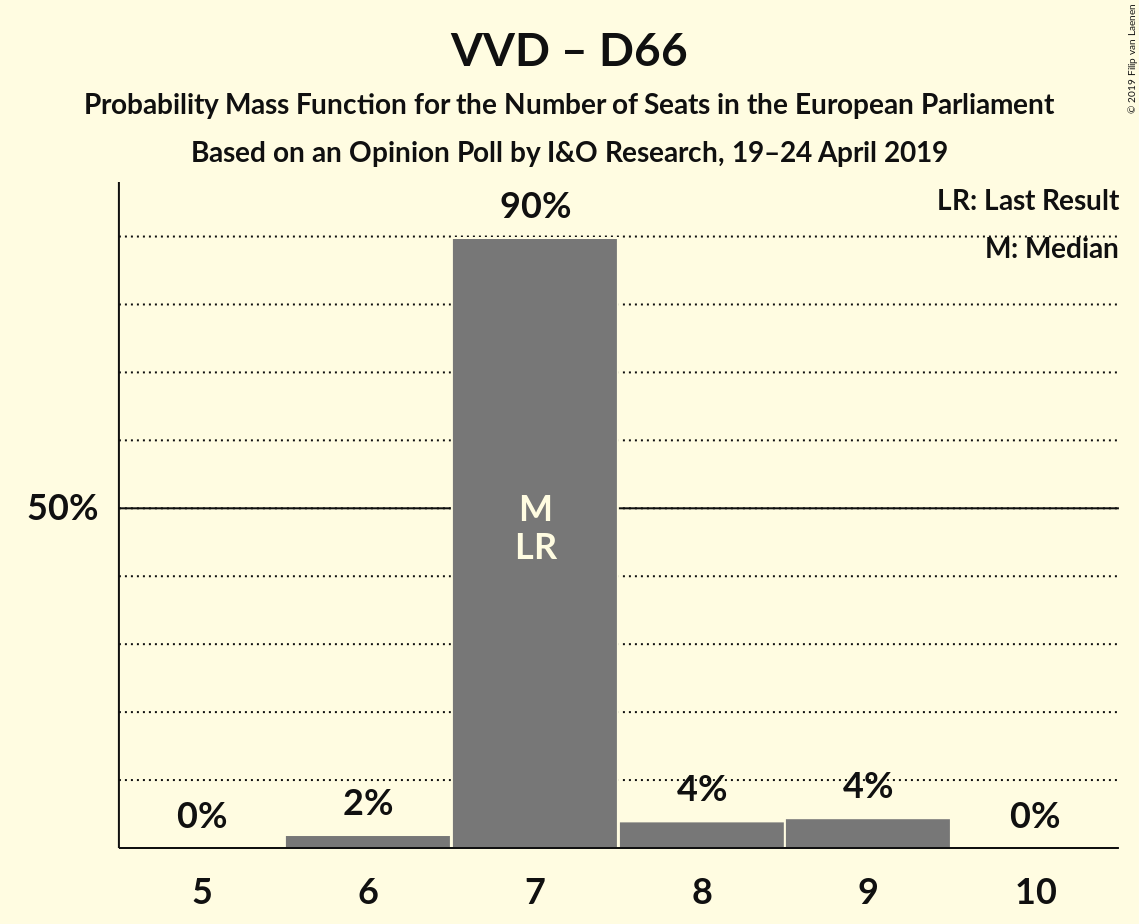 VVD – D66
Probability Mass Function for the Number of Seats in the European Parliament
Based on an Opinion Poll by I&O Research, 19–24 April 2019
© 2019 Filip van Laenen
LR: Last Result
M: Median
90%
50%
M
LR
0%
2%
4%
4%
0%
5
6
7
8
9
10